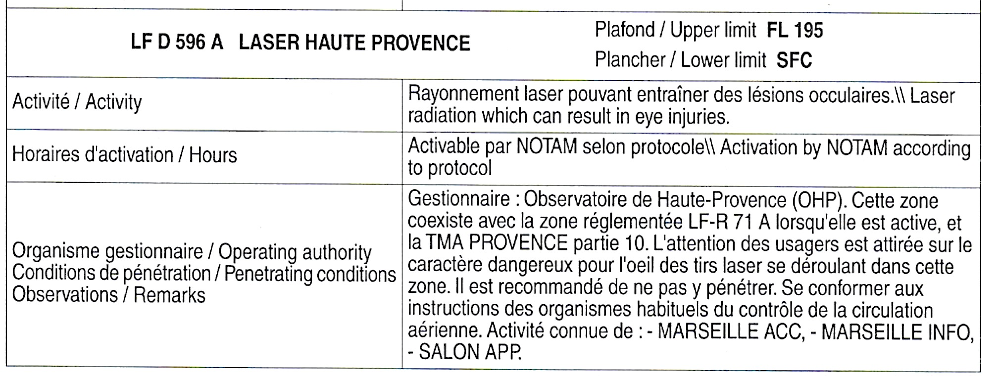 LF D 596 A LASER HAUTE PROVENCE
Plafond / Upper limit FL 195
Plancher / Lower limit SFC
Activité / Activity
Rayonnement laser pouvant entraîner des lésions occulaires.\\ Laser
radiation which can result in eye injuries.
Horaires d'activation / Hours
Activable par NOTAM selon protocole\\ Activation by NOTAM according
to protocol
Organisme gestionnaire / Operating authority
Conditions de pénétration / Penetrating conditions
Observations / Remarks
Gestionnaire : Observatoire de Haute-Provence (OHP). Cette zone
coexiste avec la zone réglementée LF-R 71 A lorsqu'elle est active, et
la TMA PROVENCE partie 10. L'attention des usagers est attirée sur le
caractère dangereux pour l'oeil des tirs laser se déroulant dans cette
zone. Il est recommandé de ne pas y pénétrer. Se conformer aux
instructions des organismes habituels du contrôle de la circulation
aérienne. Activité connue de : - MARSEILLE ACC, - MARSEILLE INFO,
- SALON APP.